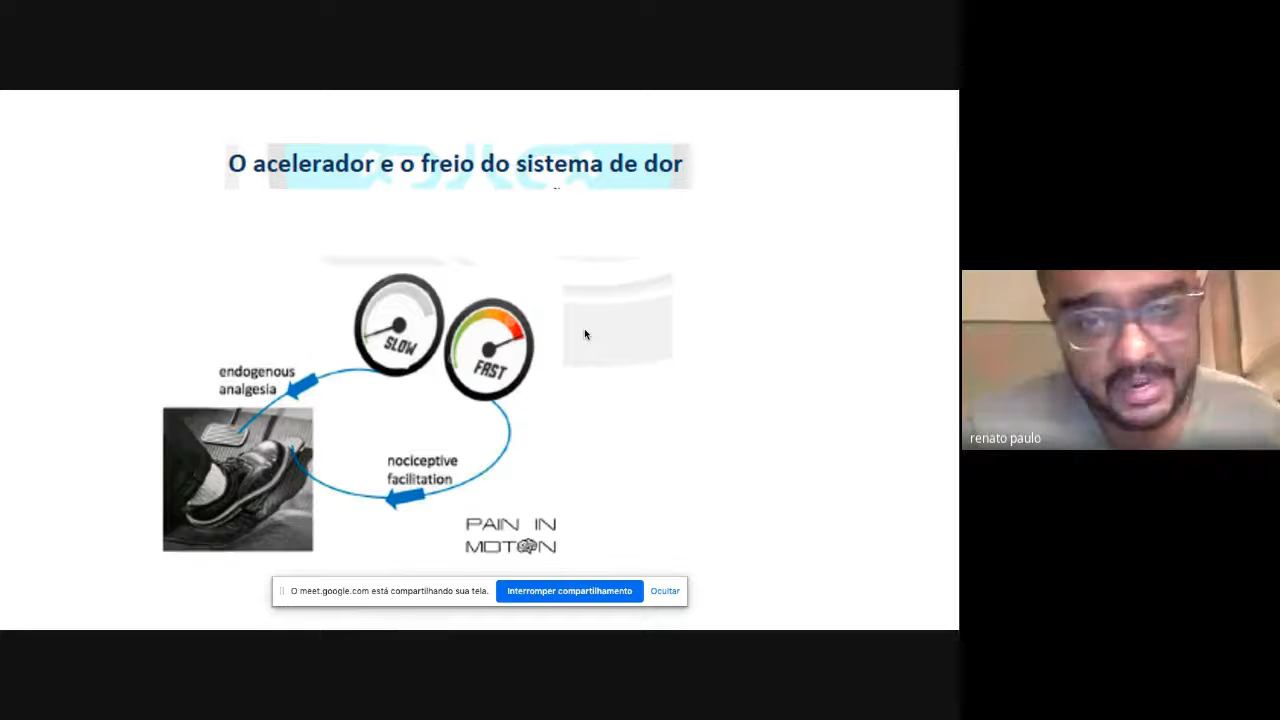 O acelerador e o freio do sistema de dor
SLOW
FAST
endogenous
analgesia
nociceptive
facilitation
PAIN IN
MOTION
O meet.google.com está compartilhando sua tela.
Interromper compartilhamento
Ocultar
renato paulo